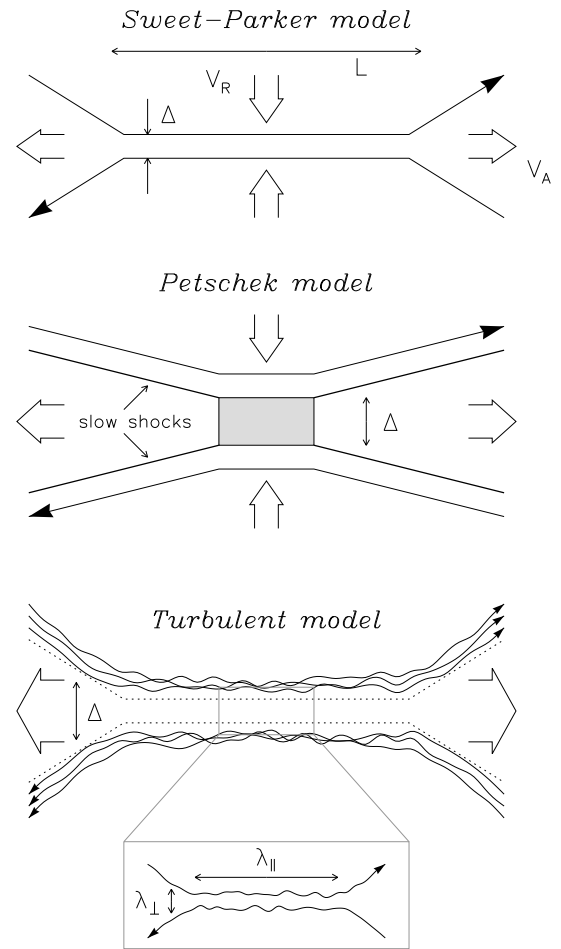 Sweet–Parker model
L
V_R
Δ
V_A
Petschek model
slow shocks
Δ
Turbulent model
Δ
λ_∥
λ_⊥